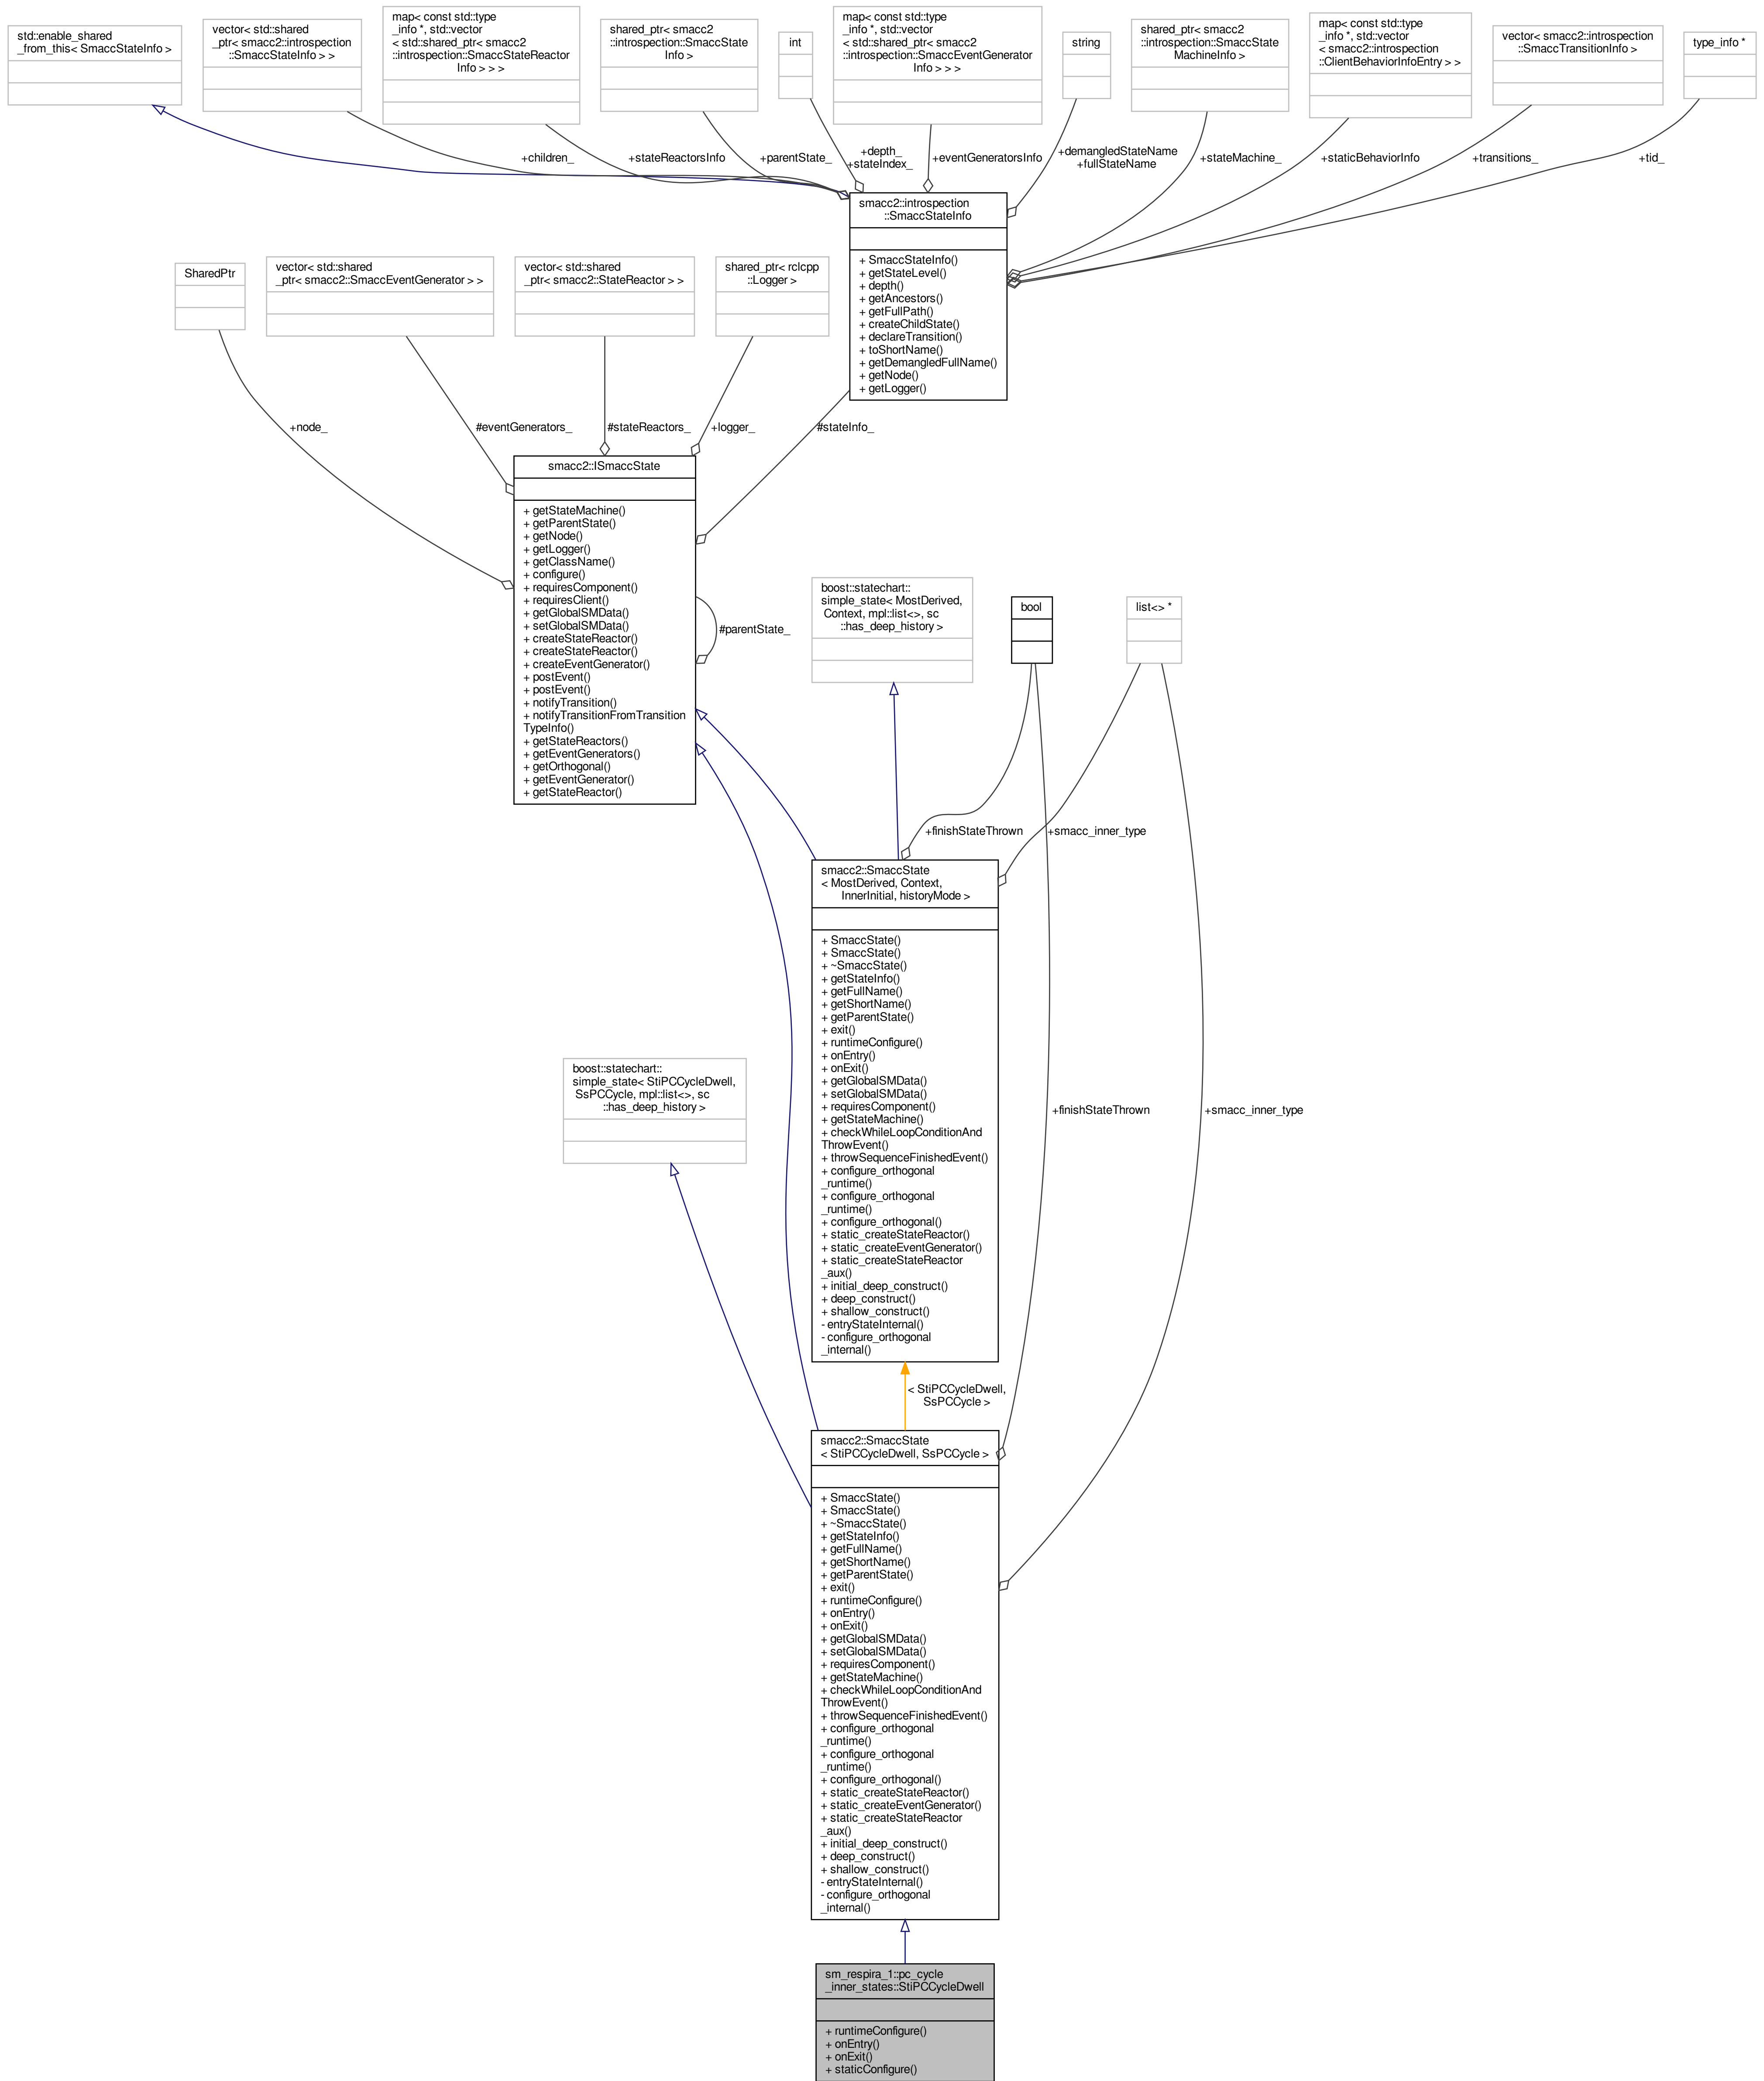 std::enable_shared
_from_this< SmaccStateInfo >
vector< std::shared
_ptr< smacc2::introspection
::SmaccStateInfo > >
map< const std::type
_info *, std::vector
< std::shared_ptr< smacc2
::introspection::SmaccStateReactor
Info > > >
shared_ptr< smacc2
::introspection::SmaccState
Info >
int
map< const std::type
_info *, std::vector
< std::shared_ptr< smacc2
::introspection::SmaccEventGenerator
Info > > >
string
shared_ptr< smacc2
::introspection::SmaccState
MachineInfo >
map< const std::type
_info *, std::vector
< smacc2::introspection
::ClientBehaviorInfoEntry > >
vector< smacc2::introspection
::SmaccTransitionInfo >
type_info *
+children_
+stateReactorsInfo
+parentState_
+depth_
+stateIndex_
+eventGeneratorsInfo
+demangledStateName
+fullStateName
+stateMachine_
+staticBehaviorInfo
+transitions_
+tid_
smacc2::introspection
::SmaccStateInfo
+ SmaccStateInfo()
+ getStateLevel()
+ depth()
+ getAncestors()
+ getFullPath()
+ createChildState()
+ declareTransition()
+ toShortName()
+ getDemangledFullName()
+ getNode()
+ getLogger()
SharedPtr
vector< std::shared
_ptr< smacc2::SmaccEventGenerator > >
vector< std::shared
_ptr< smacc2::StateReactor > >
shared_ptr< rclcpp
::Logger >
+node_
#eventGenerators_
#stateReactors_
+logger_
#stateInfo_
smacc2::ISmaccState
+ getStateMachine()
+ getParentState()
+ getNode()
+ getLogger()
+ getClassName()
+ configure()
+ requiresComponent()
+ requiresClient()
+ getGlobalSMData()
+ setGlobalSMData()
+ createStateReactor()
+ createStateReactor()
+ createEventGenerator()
+ postEvent()
+ postEvent()
+ notifyTransition()
+ notifyTransitionFromTransition
TypeInfo()
+ getStateReactors()
+ getEventGenerators()
+ getOrthogonal()
+ getEventGenerator()
+ getStateReactor()
#parentState_
boost::statechart::
simple_state< MostDerived,
Context, mpl::list<>, sc
::has_deep_history >
bool
list<> *
+finishStateThrown
+smacc_inner_type
smacc2::SmaccState
< MostDerived, Context,
InnerInitial, historyMode >
+ SmaccState()
+ SmaccState()
+ ~SmaccState()
+ getStateInfo()
+ getFullName()
+ getShortName()
+ getParentState()
+ exit()
+ runtimeConfigure()
+ onEntry()
+ onExit()
+ getGlobalSMData()
+ setGlobalSMData()
+ requiresComponent()
+ getStateMachine()
+ checkWhileLoopConditionAnd
ThrowEvent()
+ throwSequenceFinishedEvent()
+ configure_orthogonal
_runtime()
+ configure_orthogonal
_runtime()
+ configure_orthogonal()
+ static_createStateReactor()
+ static_createEventGenerator()
+ static_createStateReactor
_aux()
+ initial_deep_construct()
+ deep_construct()
+ shallow_construct()
- entryStateInternal()
- configure_orthogonal
_internal()
boost::statechart::
simple_state< StiPCCycleDwell,
SsPCCycle, mpl::list<>, sc
::has_deep_history >
+finishStateThrown
+smacc_inner_type
< StiPCCycleDwell,
SsPCCycle >
smacc2::SmaccState
< StiPCCycleDwell, SsPCCycle >
+ SmaccState()
+ SmaccState()
+ ~SmaccState()
+ getStateInfo()
+ getFullName()
+ getShortName()
+ getParentState()
+ exit()
+ runtimeConfigure()
+ onEntry()
+ onExit()
+ getGlobalSMData()
+ setGlobalSMData()
+ requiresComponent()
+ getStateMachine()
+ checkWhileLoopConditionAnd
ThrowEvent()
+ throwSequenceFinishedEvent()
+ configure_orthogonal
_runtime()
+ configure_orthogonal
_runtime()
+ configure_orthogonal()
+ static_createStateReactor()
+ static_createEventGenerator()
+ static_createStateReactor
_aux()
+ initial_deep_construct()
+ deep_construct()
+ shallow_construct()
- entryStateInternal()
- configure_orthogonal
_internal()
sm_respira_1::pc_cycle
_inner_states::StiPCCycleDwell
+ runtimeConfigure()
+ onEntry()
+ onExit()
+ staticConfigure()